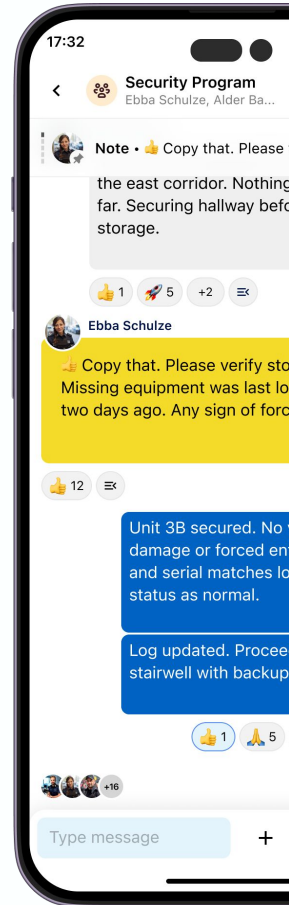 17:32
Security Program
Ebba Schulze, Alder Ba...
Note • 👍 Copy that. Please
the east corridor. Nothing
far. Securing hallway befo
storage.
👍 1 🚀 5 +2
Ebba Schulze
👍 Copy that. Please verify sto
Missing equipment was last lo
two days ago. Any sign of forc
👍 12
Unit 3B secured. No
damage or forced en
and serial matches lo
status as normal.
Log updated. Procee
stairwell with backup
👍 1 🙏 5
+16
Type message
+